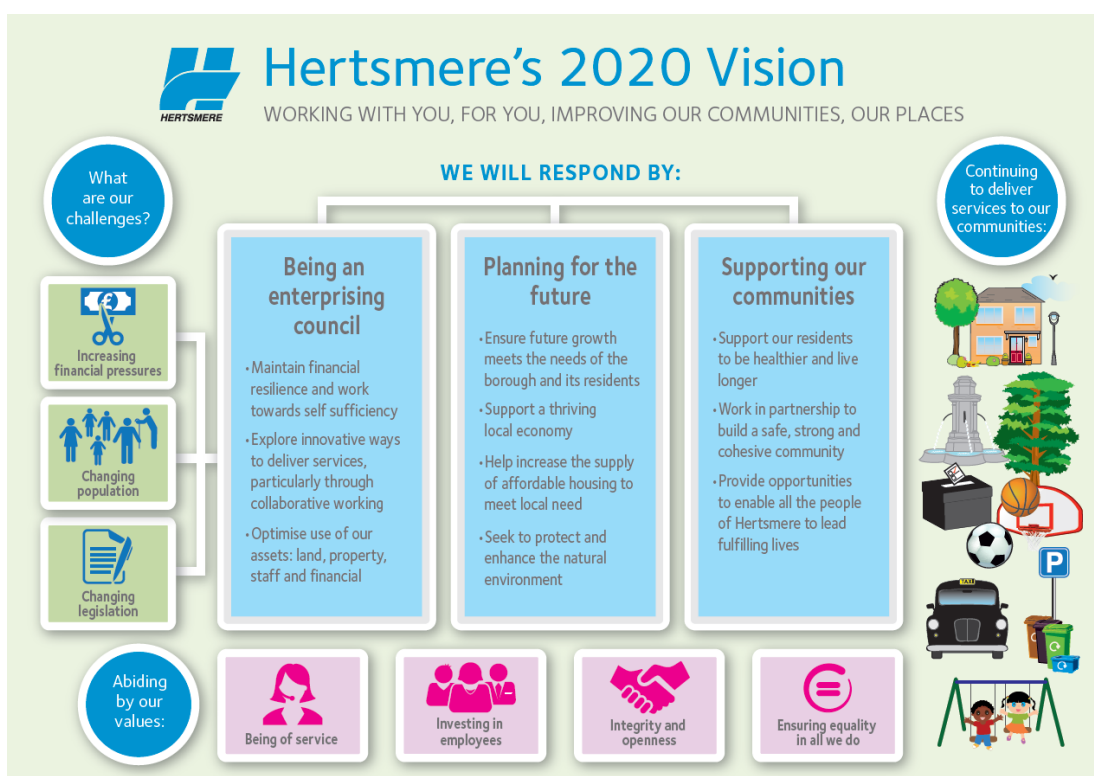 Hertsmere's 2020 Vision
HERTSMERE
WORKING WITH YOU, FOR YOU, IMPROVING OUR COMMUNITIES, OUR PLACES
What
are our
challenges?
Increasing
financial pressures
Changing
population
Changing
legislation
WE WILL RESPOND BY:
Being an
enterprising
council
•Maintain financial
resilience and work
towards self sufficiency
•Explore innovative ways
to deliver services,
particularly through
collaborative working
•Optimise use of our
assets: land, property,
staff and financial
Planning for the
future
•Ensure future growth
meets the needs of the
borough and its residents
•Support a thriving
local economy
•Help increase the supply
of affordable housing to
meet local need
•Seek to protect and
enhance the natural
environment
Supporting our
communities
•Support our residents
to be healthier and live
longer
•Work in partnership to
build a safe, strong and
cohesive community
•Provide opportunities
to enable all the people
of Hertsmere to lead
fulfilling lives
Continuing
to deliver
services to our
communities:
P
TAXI
Abiding
by our
values:
Being of service
Investing in
employees
Integrity and
openness
Ensuring equality
in all we do